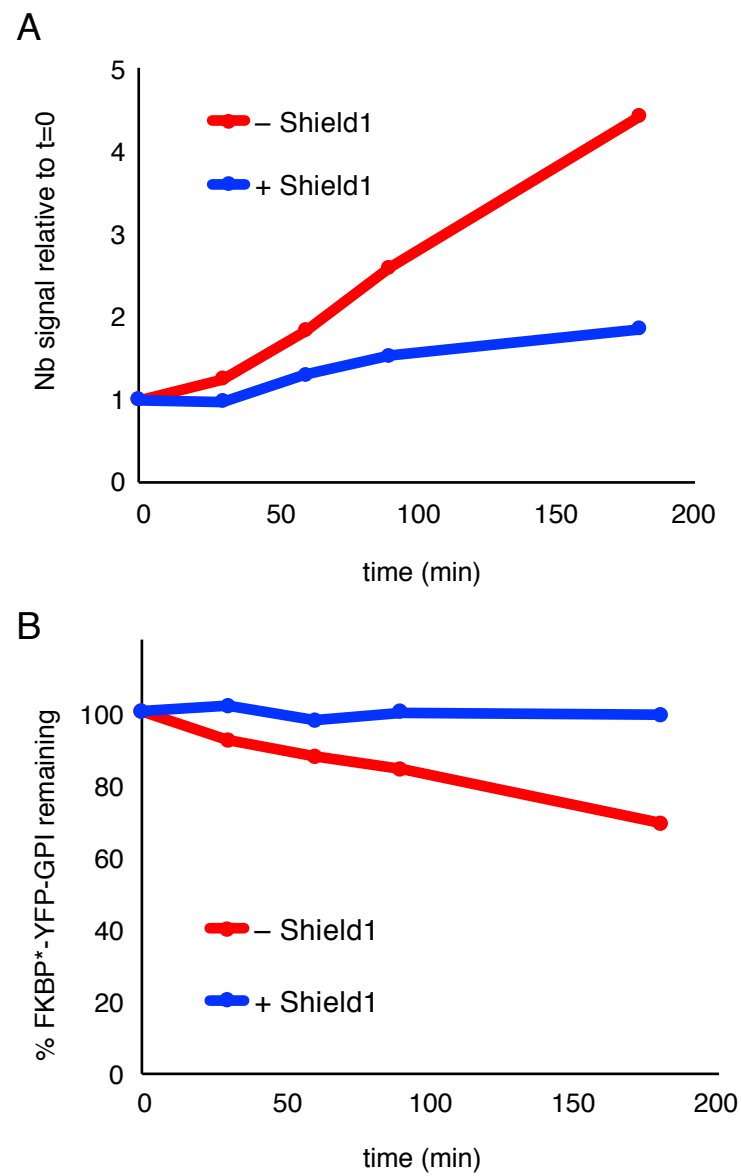 A
Nb signal relative to t=0
5
4
3
2
1
0
– Shield1
+ Shield1
0 50 100 150 200
time (min)
B
% FKBP*-YFP-GPI remaining
100
80
60
40
20
0
– Shield1
+ Shield1
0 50 100 150 200
time (min)